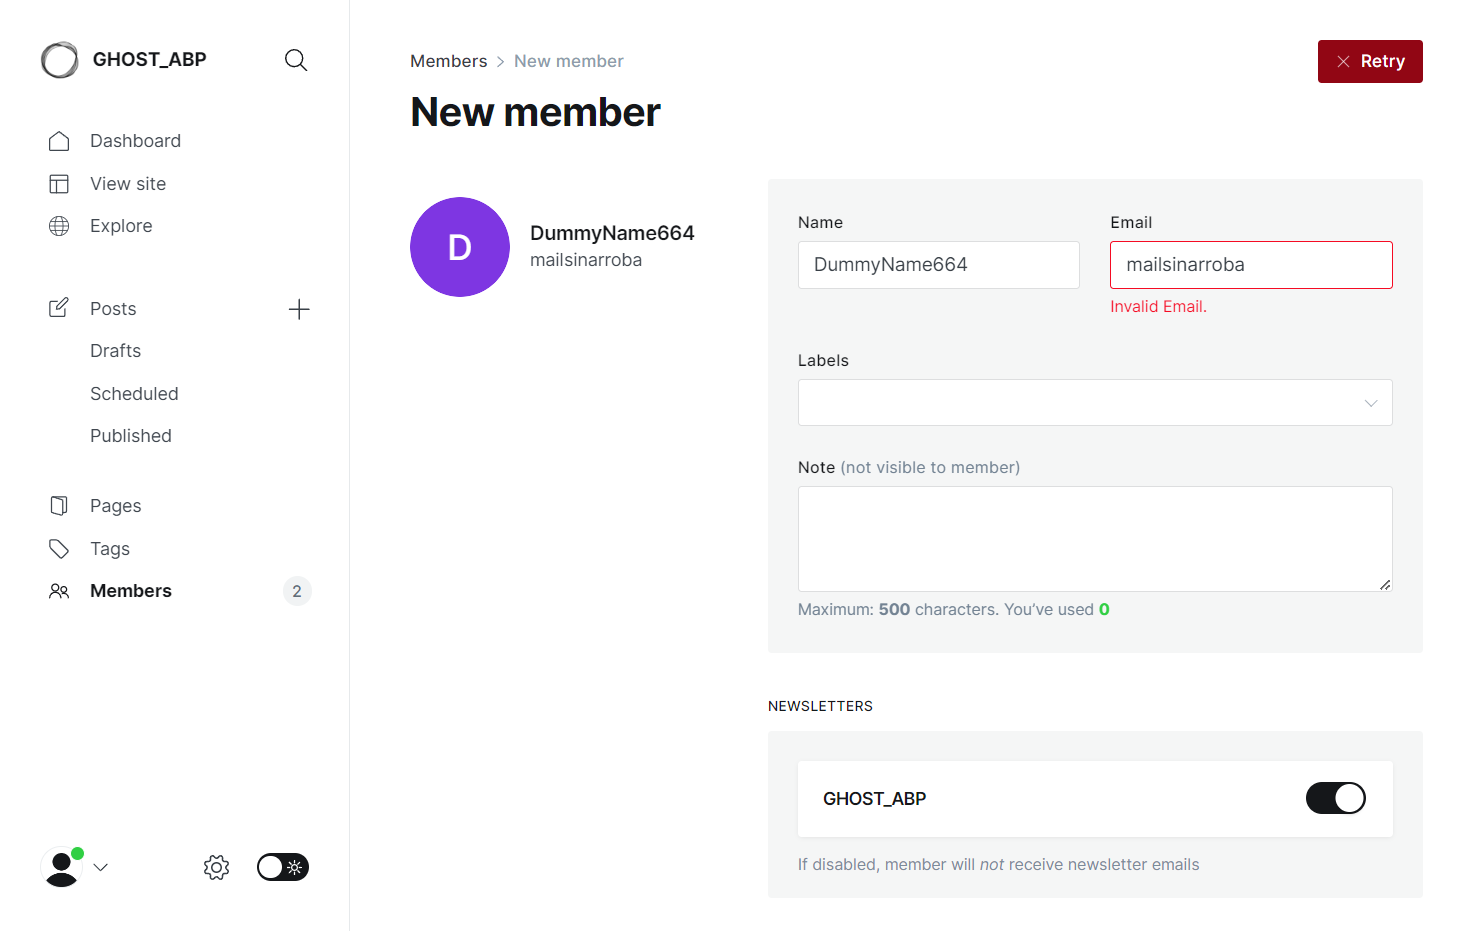 GHOST_ABP
Dashboard
View site
Explore
Posts
Drafts
Scheduled
Published
Pages
Tags
Members 2
Members > New member
Retry
New member
D
DummyName664
mailsinarroba
Name
DummyName664
Email
mailsinarroba
Invalid Email.
Labels
Note (not visible to member)
Maximum: 500 characters. You’ve used 0
NEWSLETTERS
GHOST_ABP
If disabled, member will not receive newsletter emails